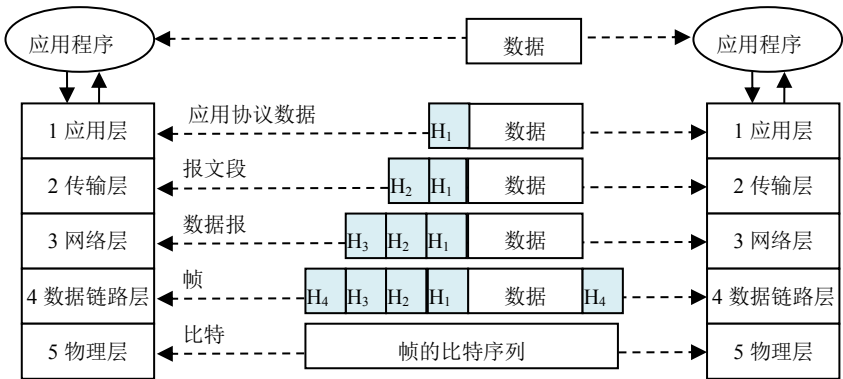 应用程序 数据 应用程序
1 应用层 应用协议数据 H₁ 数据 1 应用层
2 传输层 报文段 H₂ H₁ 数据 2 传输层
3 网络层 数据报 H₃ H₂ H₁ 数据 3 网络层
4 数据链路层 帧 H₄ H₃ H₂ H₁ 数据 H₄ 4 数据链路层
5 物理层 比特 帧的比特序列 5 物理层